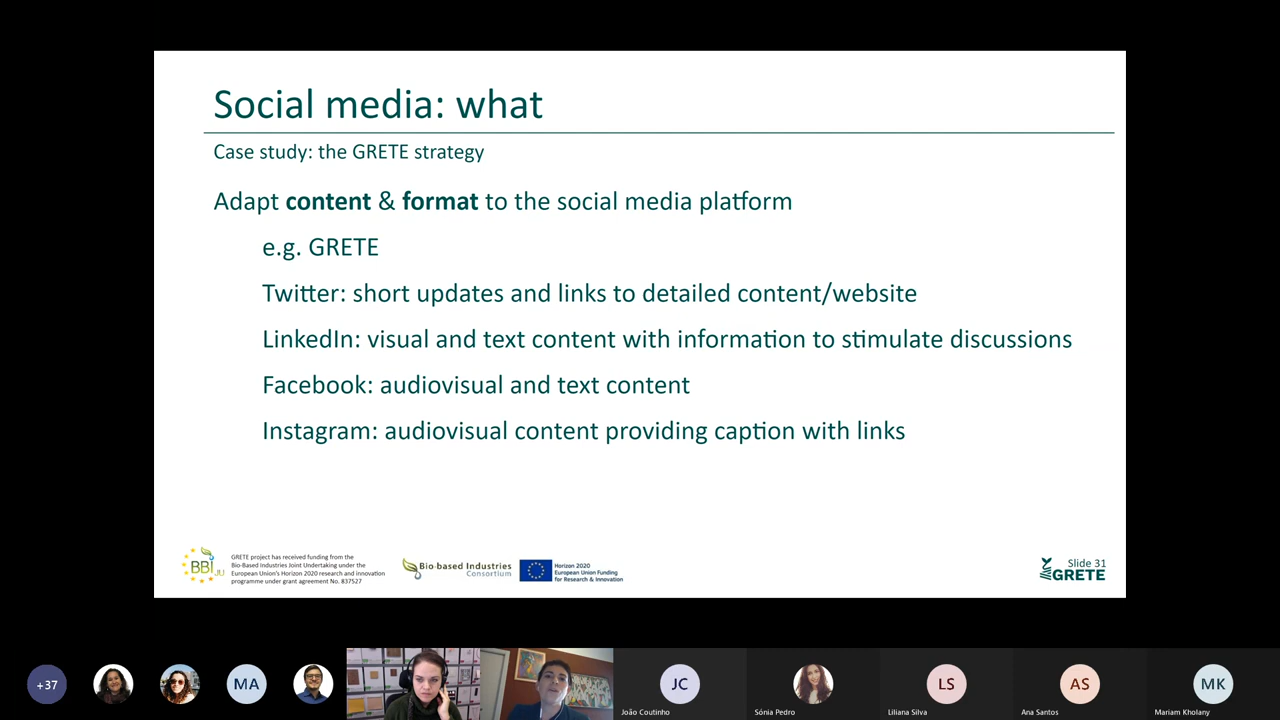 Social media: what
Case study: the GRETE strategy
Adapt content & format to the social media platform
e.g. GRETE
Twitter: short updates and links to detailed content/website
LinkedIn: visual and text content with information to stimulate discussions
Facebook: audiovisual and text content
Instagram: audiovisual content providing caption with links
BBI JU
GRETE project has received funding from the
Bio-Based Industries Joint Undertaking under the
European Union's Horizon 2020 research and innovation
programme under grant agreement No. 837527
Bio-based Industries
Consortium
Horizon 2020
European Union Funding
for Research & Innovation
Slide 31
GRETE
+37
MA
JC
LS
AS
MK
João Coutinho
Sónia Pedro
Liliana Silva
Ana Santos
Mariam Kholany